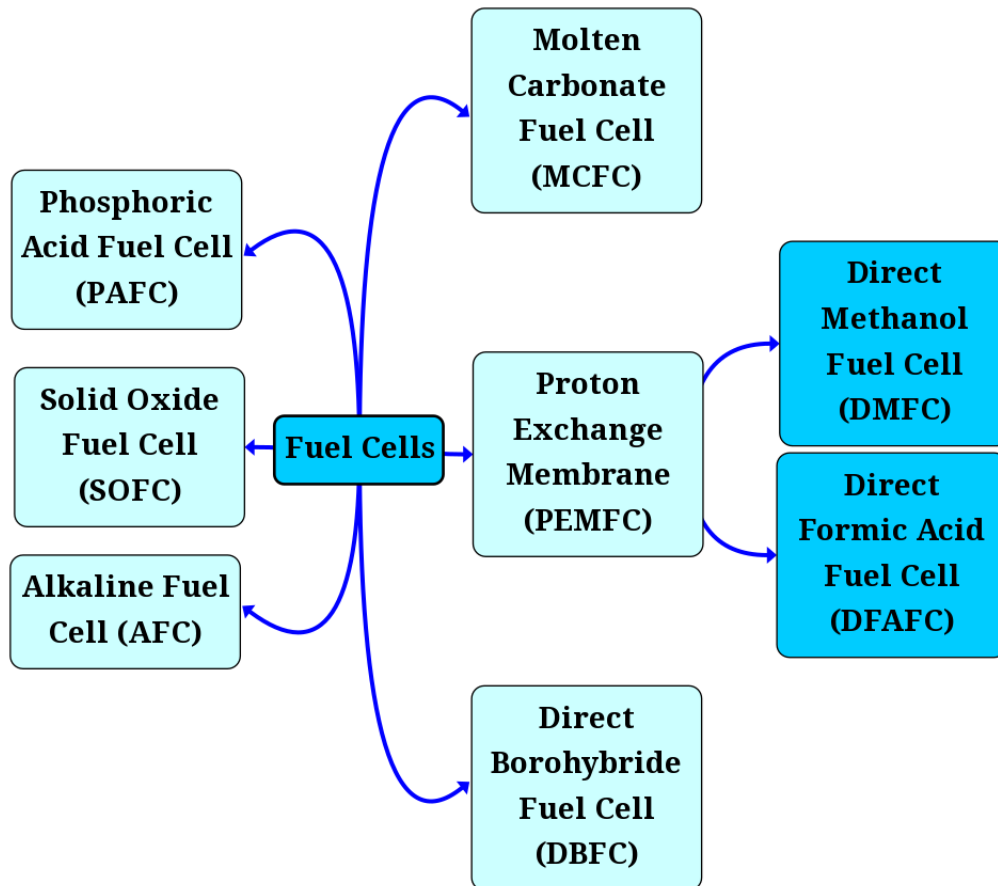 Molten
Carbonate
Fuel Cell
(MCFC)
Phosphoric
Acid Fuel Cell
(PAFC)
Solid Oxide
Fuel Cell
(SOFC)
Alkaline Fuel
Cell (AFC)
Fuel Cells
Proton
Exchange
Membrane
(PEMFC)
Direct
Methanol
Fuel Cell
(DMFC)
Direct
Formic Acid
Fuel Cell
(DFAFC)
Direct
Borohybride
Fuel Cell
(DBFC)